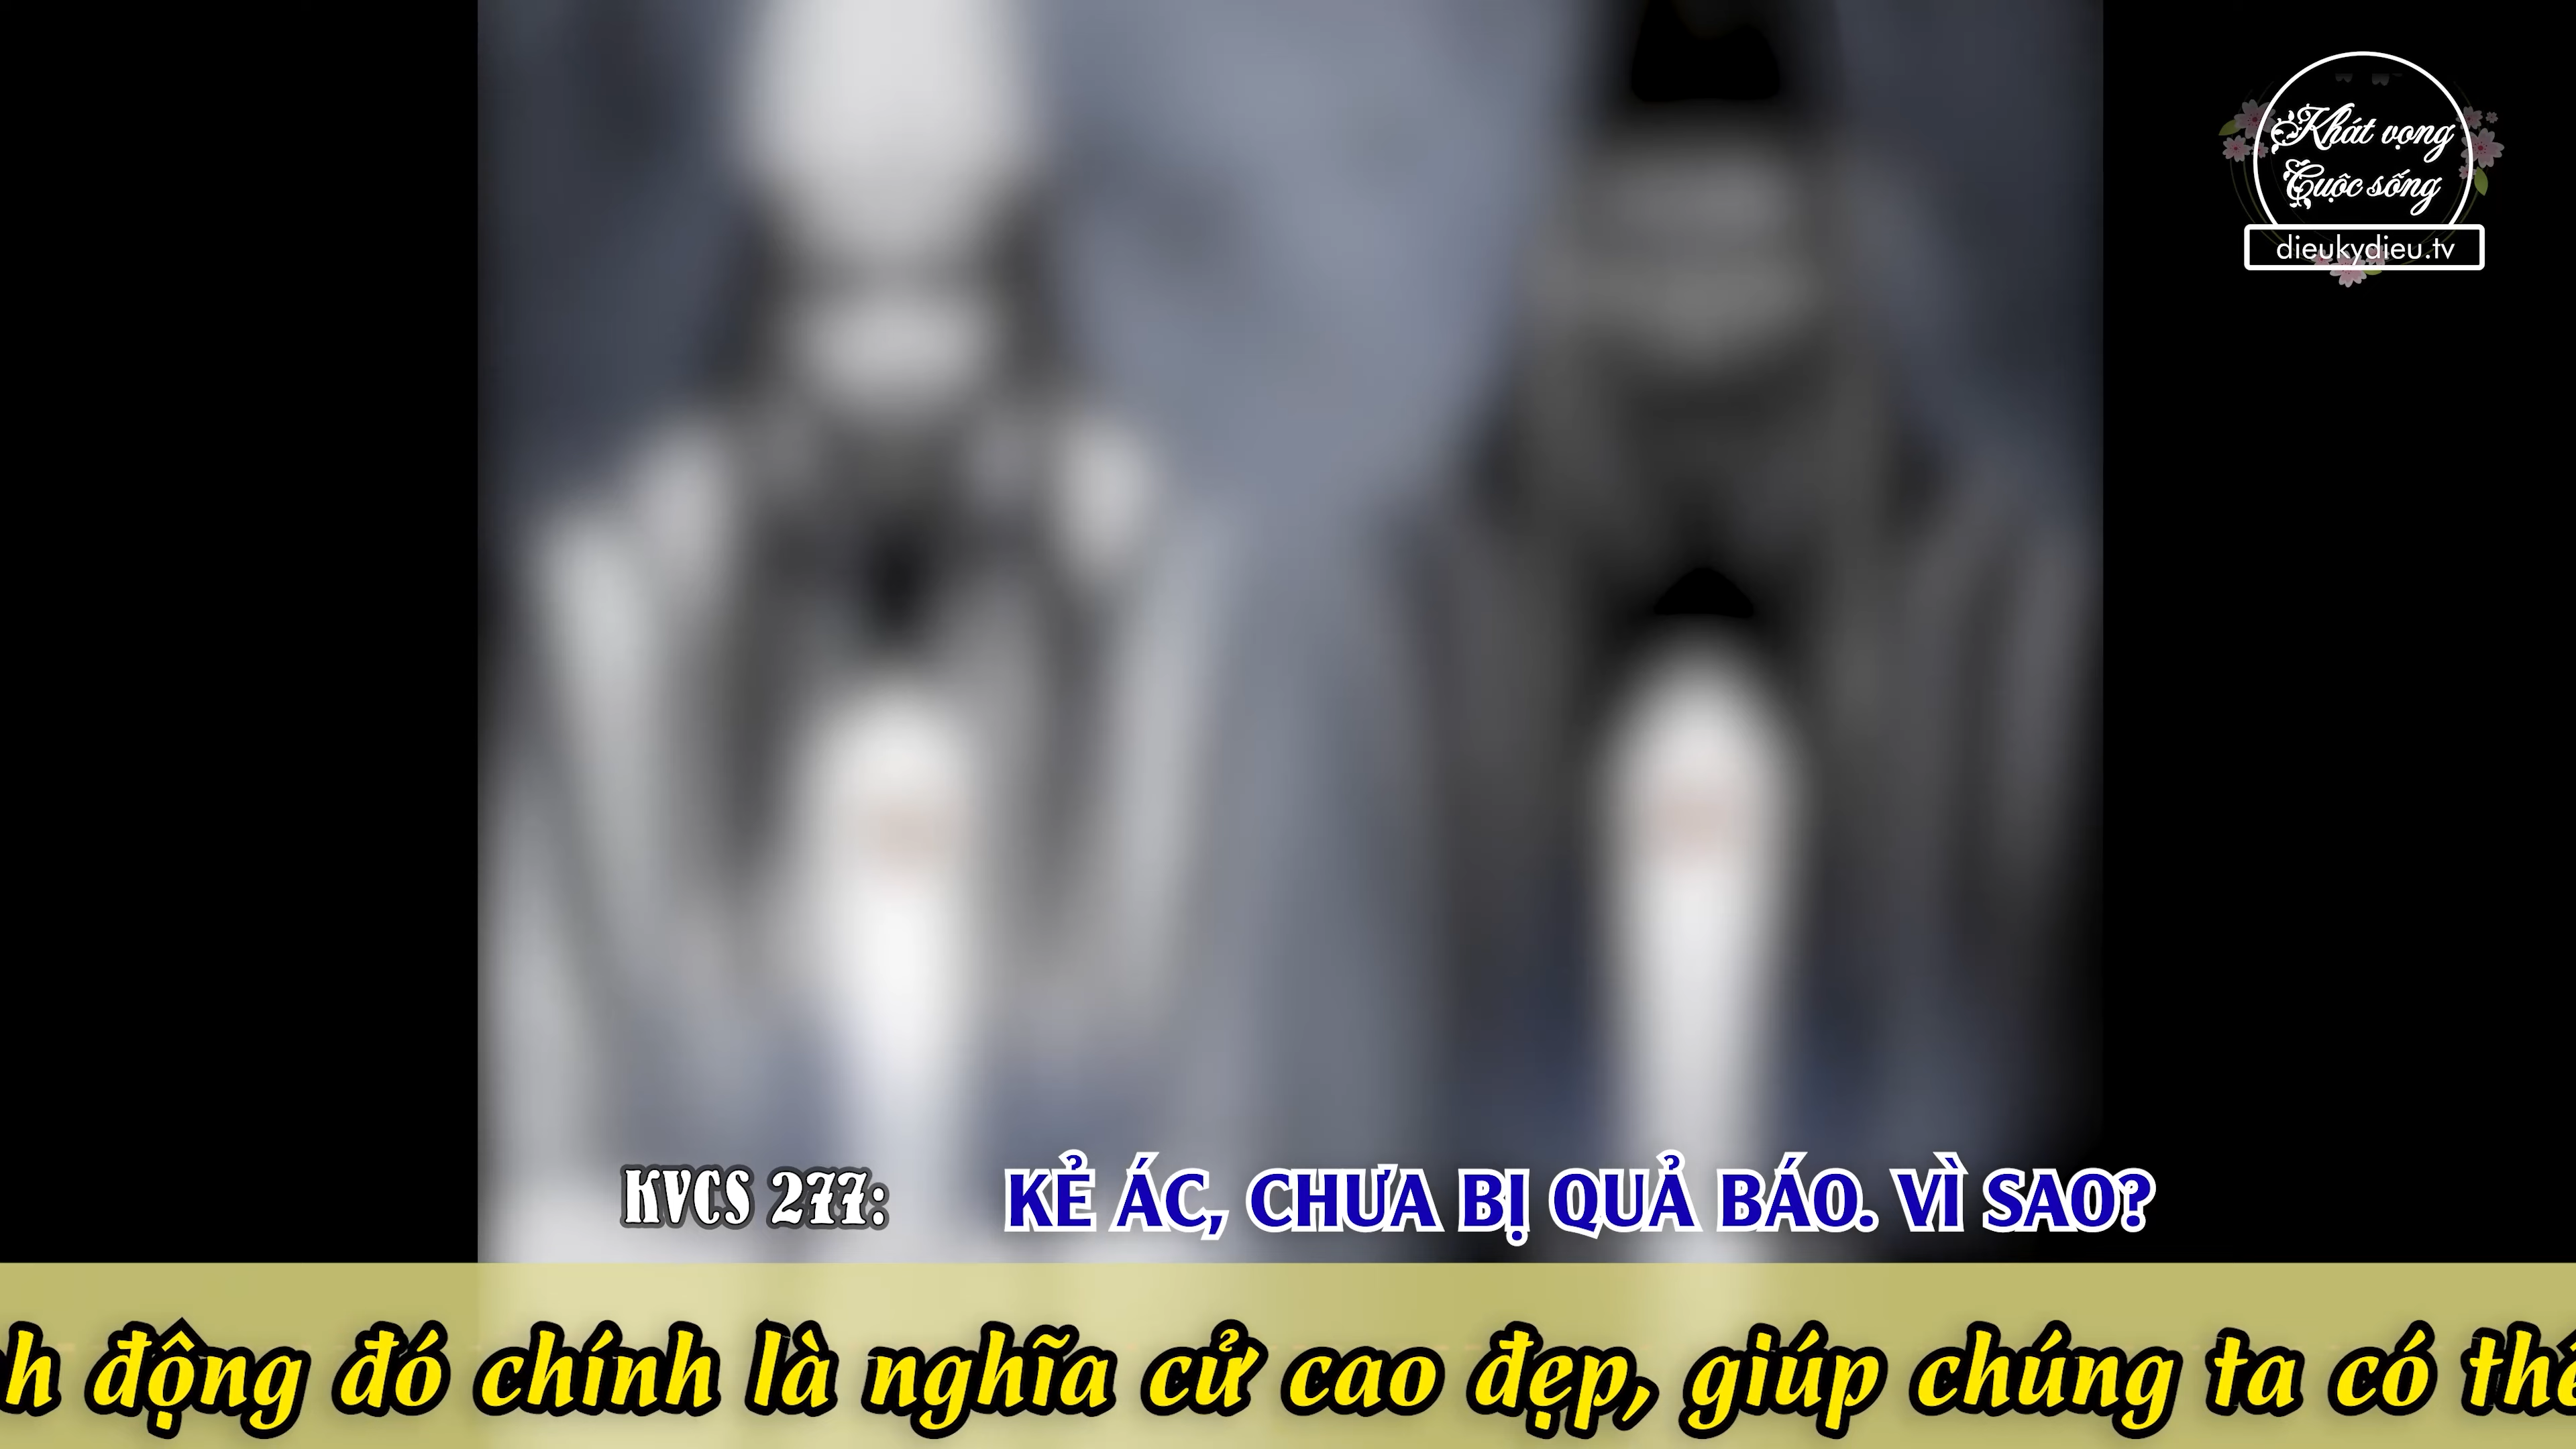 Khát vọng
Cuộc sống
dieukydieu.tv
KVCS 277: KẺ ÁC, CHƯA BỊ QUẢ BÁO. VÌ SAO?
h động đó chính là nghĩa cử cao đẹp, giúp chúng ta có thể